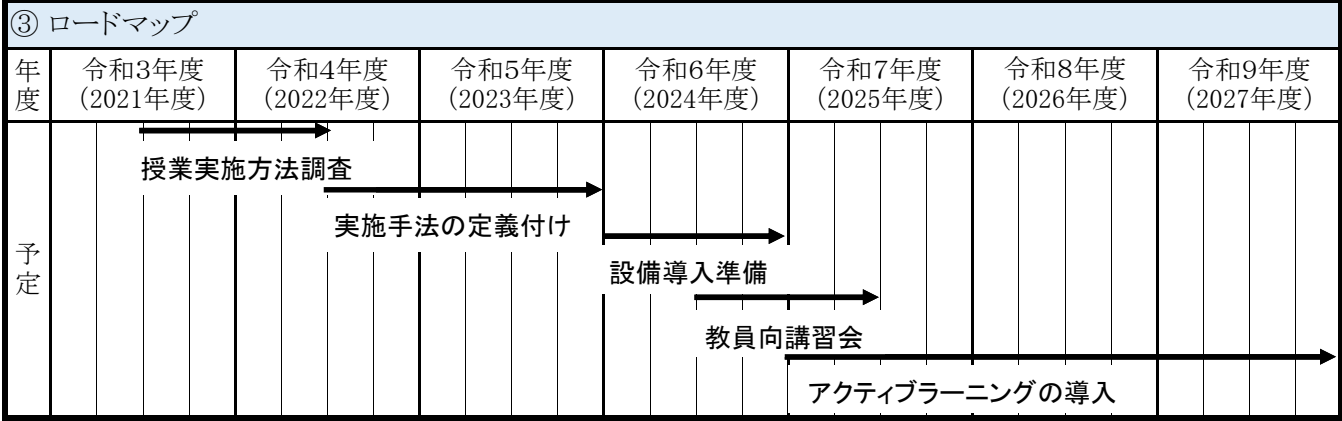 ③ ロードマップ
年度
令和3年度
(2021年度)
令和4年度
(2022年度)
令和5年度
(2023年度)
令和6年度
(2024年度)
令和7年度
(2025年度)
令和8年度
(2026年度)
令和9年度
(2027年度)
予定
授業実施方法調査
実施手法の定義付け
設備導入準備
教員向講習会
アクティブラーニングの導入